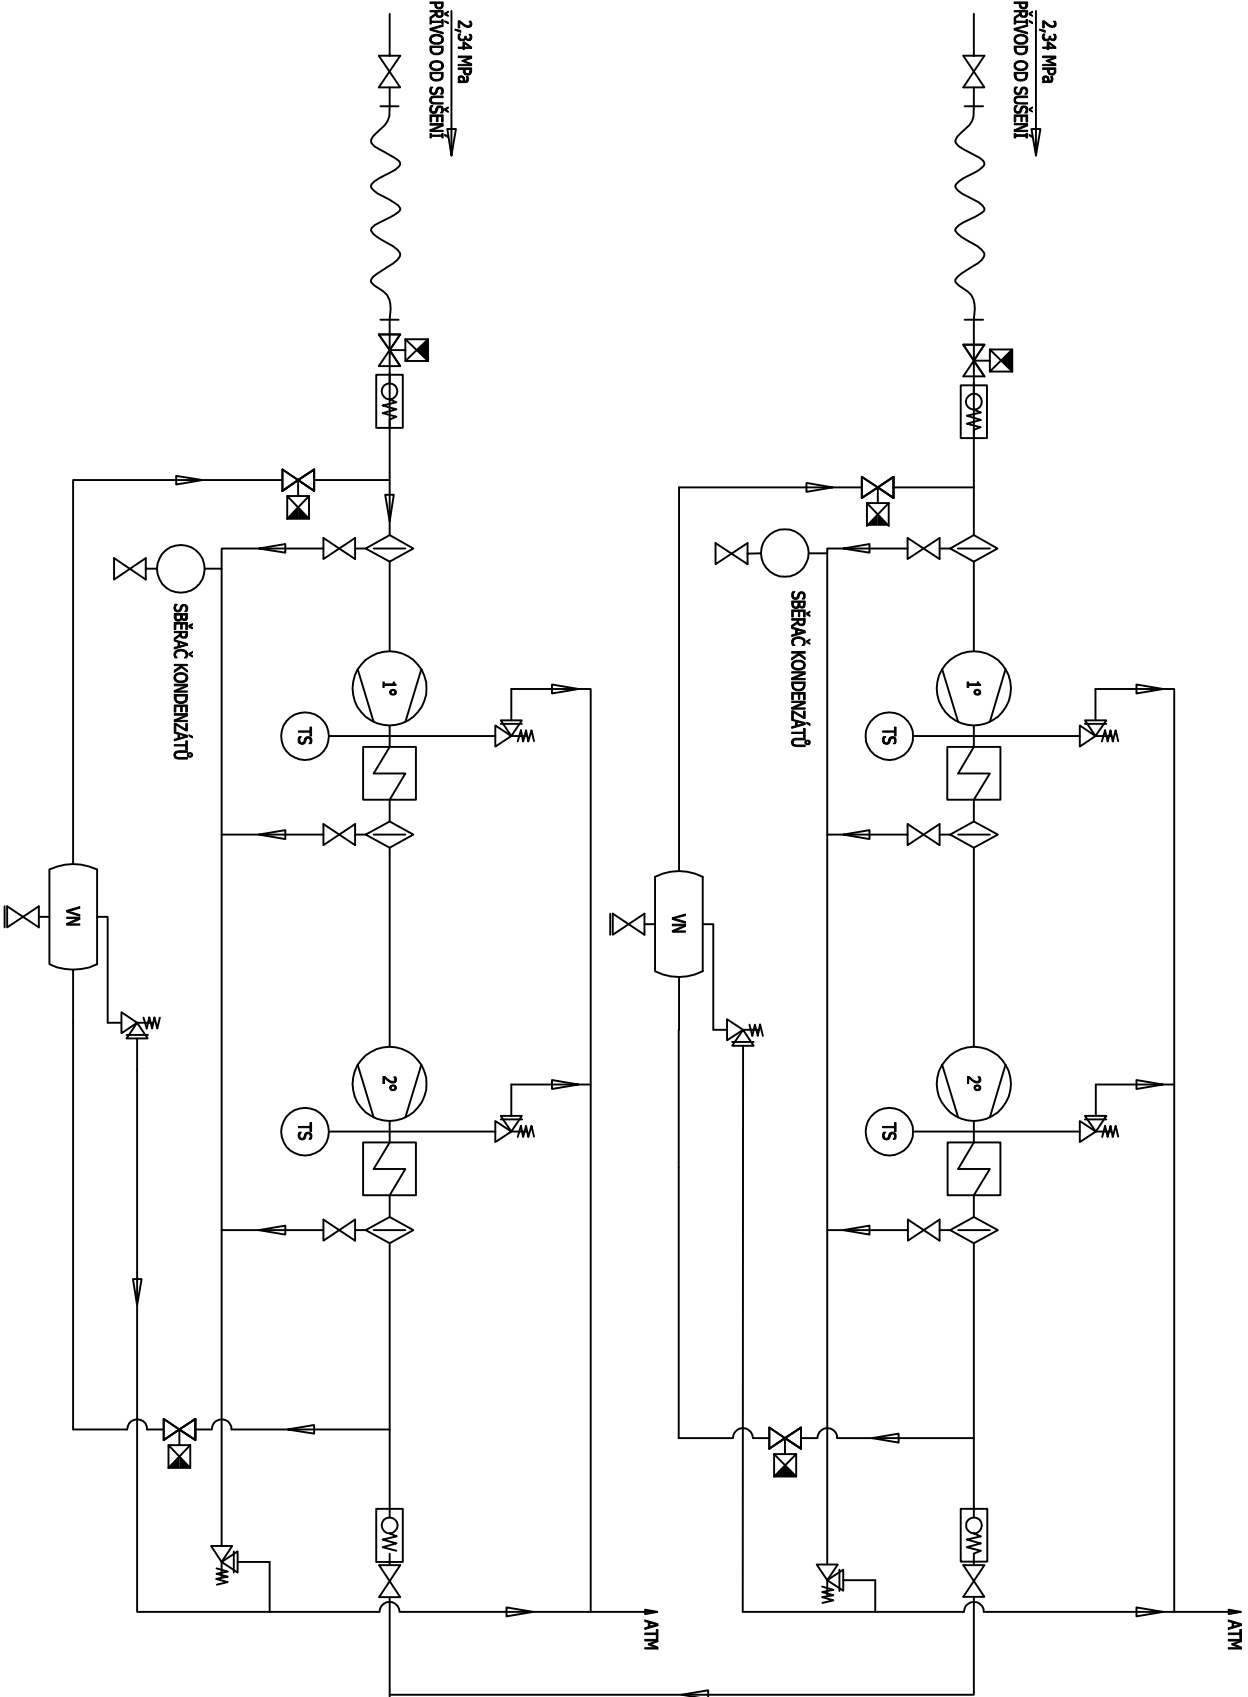 2,34 MPa
PŘÍVOD OD SUŠENÍ
2,34 MPa
PŘÍVOD OD SUŠENÍ
SBĚRAČ KONDENZÁTŮ
1°
TS
VN
2°
TS
ATM
SBĚRAČ KONDENZÁTŮ
1°
TS
VN
2°
TS
ATM